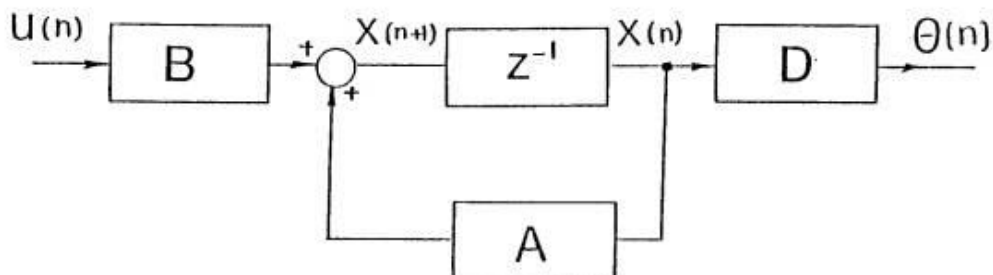 U(n)
B
+
+
X(n+1)
Z⁻¹
X(n)
D
Θ(n)
A